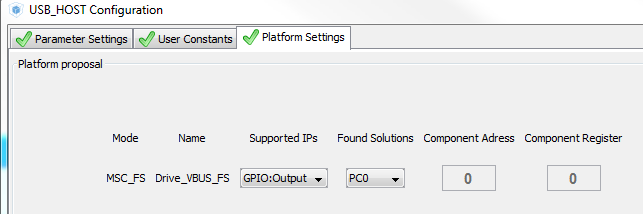 USB_HOST Configuration
Parameter Settings User Constants Platform Settings
Platform proposal
Mode Name Supported IPs Found Solutions Component Adress Component Register
MSC_FS Drive_VBUS_FS GPIO:Output PC0 0 0